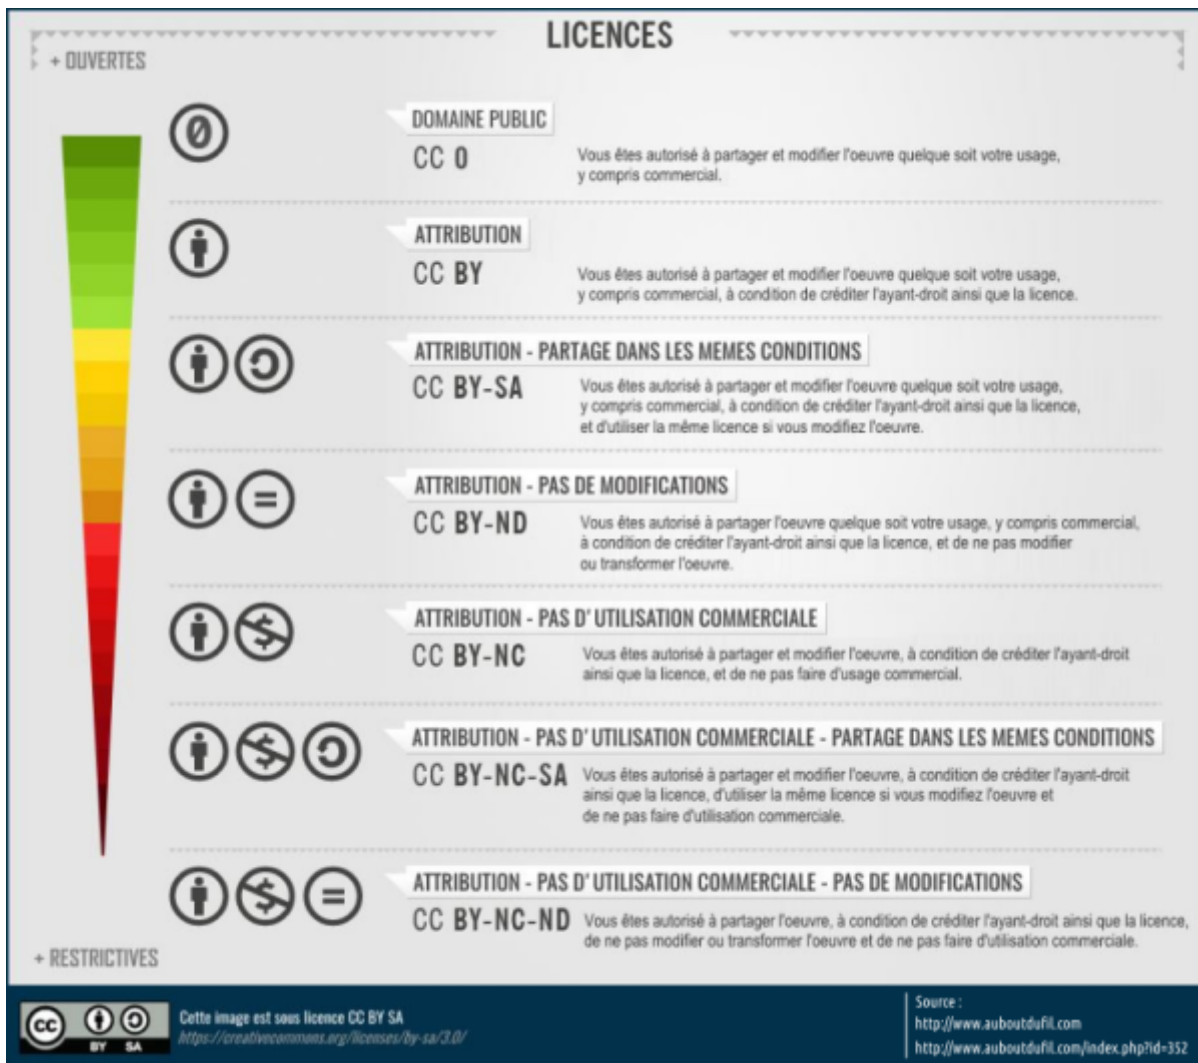 LICENCES
+ OUVERTES
DOMAINE PUBLIC
CC 0
Vous êtes autorisé à partager et modifier l'oeuvre quelque soit votre usage,
y compris commercial.
ATTRIBUTION
CC BY
Vous êtes autorisé à partager et modifier l'oeuvre quelque soit votre usage,
y compris commercial, à condition de créditer l'ayant-droit ainsi que la licence.
ATTRIBUTION - PARTAGE DANS LES MEMES CONDITIONS
CC BY-SA
Vous êtes autorisé à partager et modifier l'oeuvre quelque soit votre usage,
y compris commercial, à condition de créditer l'ayant-droit ainsi que la licence,
et d'utiliser la même licence si vous modifiez l'oeuvre.
ATTRIBUTION - PAS DE MODIFICATIONS
CC BY-ND
Vous êtes autorisé à partager l'oeuvre quelque soit votre usage, y compris commercial,
à condition de créditer l'ayant-droit ainsi que la licence, et de ne pas modifier
ou transformer l'oeuvre.
ATTRIBUTION - PAS D' UTILISATION COMMERCIALE
CC BY-NC
Vous êtes autorisé à partager et modifier l'oeuvre, à condition de créditer l'ayant-droit
ainsi que la licence, et de ne pas faire d'usage commercial.
ATTRIBUTION - PAS D' UTILISATION COMMERCIALE - PARTAGE DANS LES MEMES CONDITIONS
CC BY-NC-SA
Vous êtes autorisé à partager et modifier l'oeuvre, à condition de créditer l'ayant-droit
ainsi que la licence, d'utiliser la même licence si vous modifiez l'oeuvre et
de ne pas faire d'utilisation commerciale.
ATTRIBUTION - PAS D' UTILISATION COMMERCIALE - PAS DE MODIFICATIONS
CC BY-NC-ND
Vous êtes autorisé à partager l'oeuvre, à condition de créditer l'ayant-droit ainsi que la licence,
de ne pas modifier ou transformer l'oeuvre et de ne pas faire d'utilisation commerciale.
+ RESTRICTIVES
cc
BY SA
Cette image est sous licence CC BY SA
https://creativecommons.org/licenses/by-sa/3.0/
Source :
http://www.auboutdufil.com
http://www.auboutdufil.com/index.php?id=352